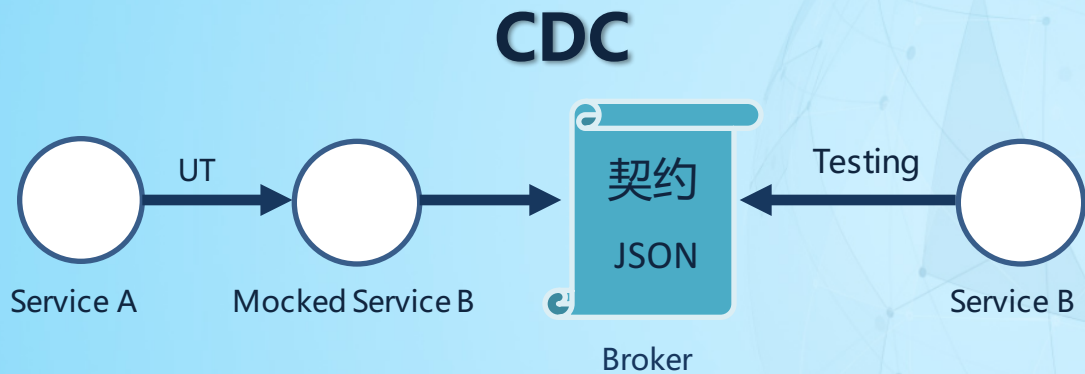 CDC
UT
契约
JSON
Testing
Service A
Mocked Service B
Service B
Broker